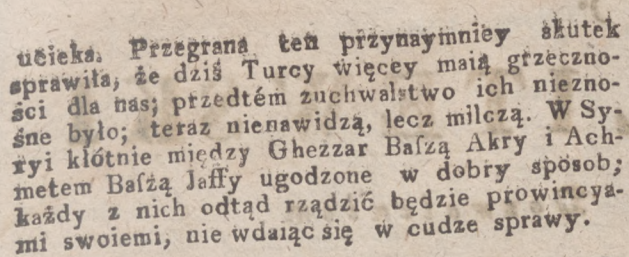 ucieka. Przegrana ten przynaymniey skutek
sprawiła, że dziś Turcy więcey maią grzeczno-
ści dla nas; przedtém zuchwalstwo ich niezno-
śne było; teraz nienawidzą, lecz milczą. W Sy-
ryi kłótnie między Ghezzar Baſzą Akry i Ach-
metem Baſzą Jaffy ugodzone w dobry sposob;
każdy z nich odtąd rządzić będzie prowincya-
mi swoiemi, nie wdaiąc się w cudze sprawy.